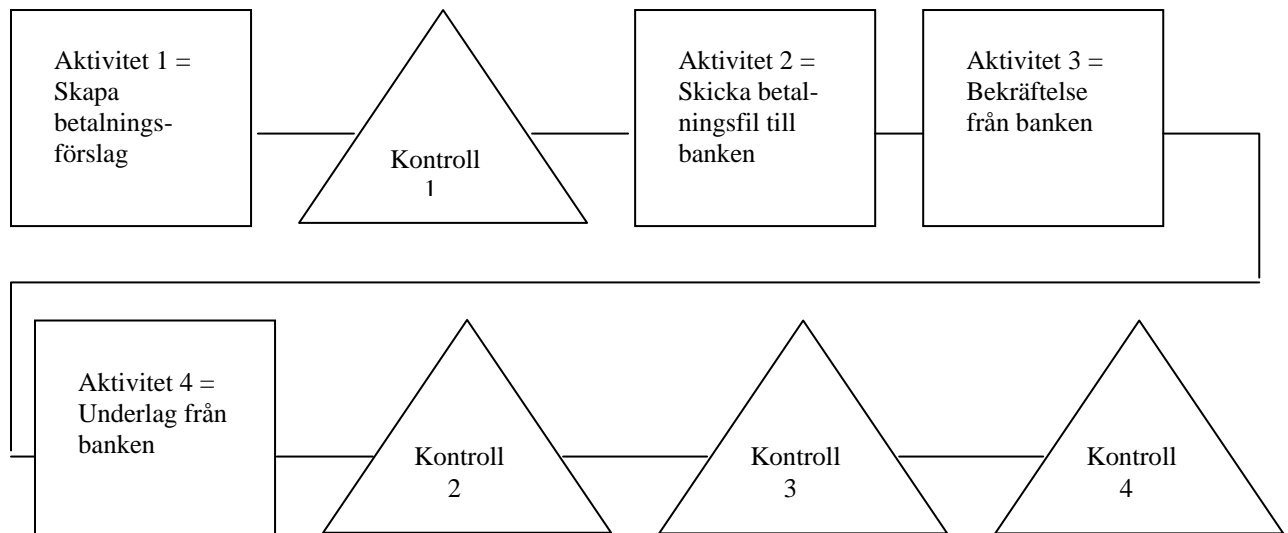 Aktivitet 1 =
Skapa
betalnings-
förslag
Kontroll
1
Aktivitet 2 =
Skicka betal-
ningsfil till
banken
Aktivitet 3 =
Bekräftelse
från banken
Aktivitet 4 =
Underlag från
banken
Kontroll
2
Kontroll
3
Kontroll
4